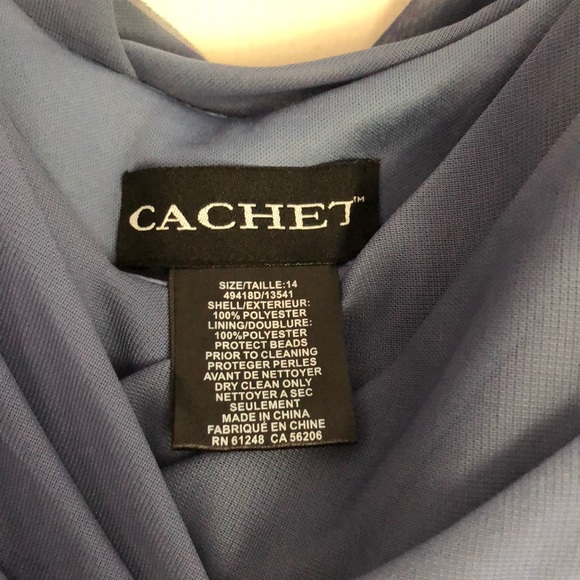 CACHET™
SIZE/TAILLE:14
49418D/13541
SHELL/EXTERIEUR:
100% POLYESTER
LINING/DOUBLURE:
100% POLYESTER
PROTECT BEADS
PRIOR TO CLEANING
PROTEGER PERLES
AVANT DE NETTOYER
DRY CLEAN ONLY
NETTOYER A SEC
SEULEMENT
MADE IN CHINA
FABRIQUÉ EN CHINE
RN 61248 CA 56206